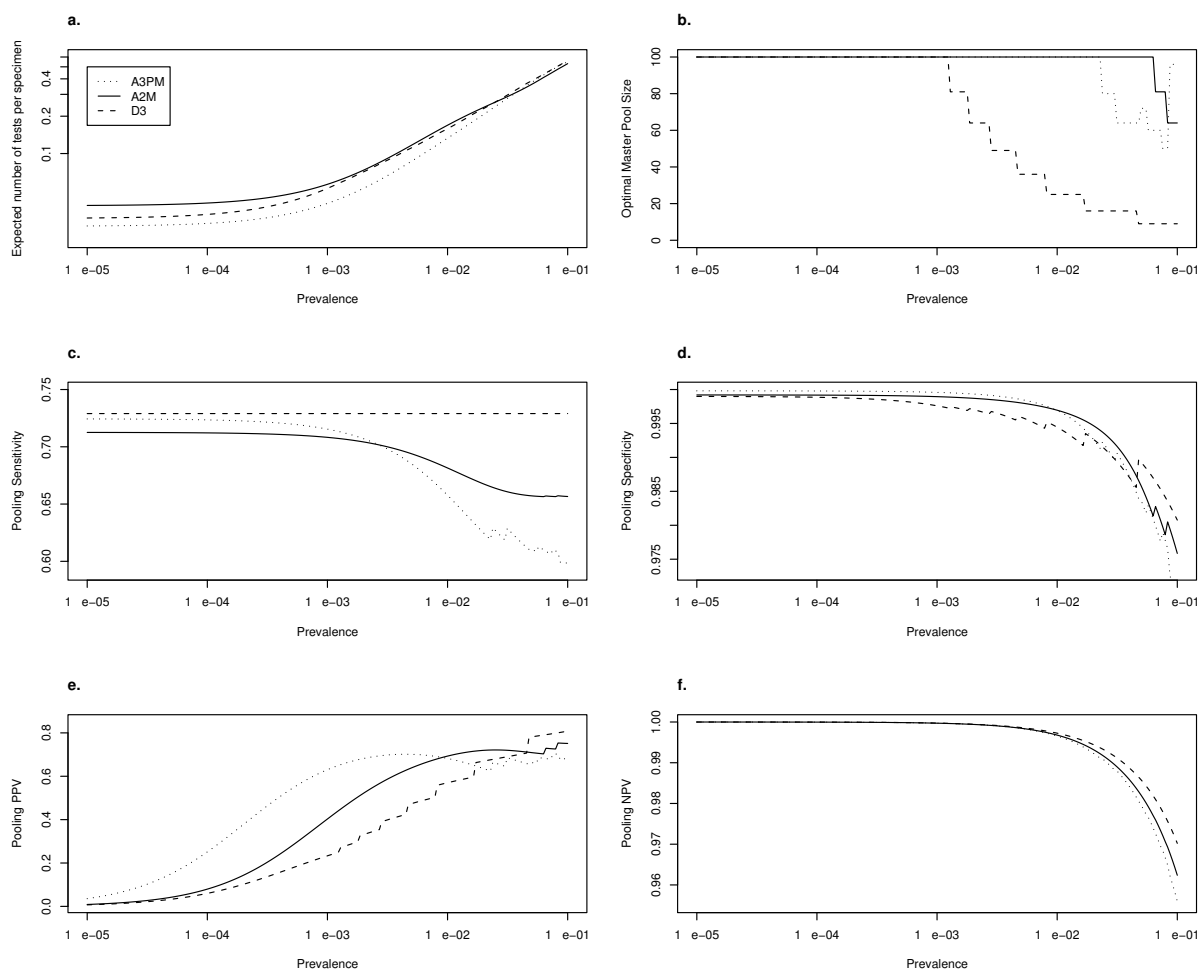 a.
Expected number of tests per specimen
0.1 0.2 0.4
A3PM
A2M
D3
1 e−05 1 e−04 1 e−03 1 e−02 1 e−01
Prevalence
b.
Optimal Master Pool Size
0 20 40 60 80 100
1 e−05 1 e−04 1 e−03 1 e−02 1 e−01
Prevalence
c.
Pooling Sensitivity
0.60 0.65 0.70 0.75
1 e−05 1 e−04 1 e−03 1 e−02 1 e−01
Prevalence
d.
Pooling Specificity
0.975 0.985 0.995
1 e−05 1 e−04 1 e−03 1 e−02 1 e−01
Prevalence
e.
Pooling PPV
0.0 0.2 0.4 0.6 0.8
1 e−05 1 e−04 1 e−03 1 e−02 1 e−01
Prevalence
f.
Pooling NPV
0.96 0.97 0.98 0.99 1.00
1 e−05 1 e−04 1 e−03 1 e−02 1 e−01
Prevalence